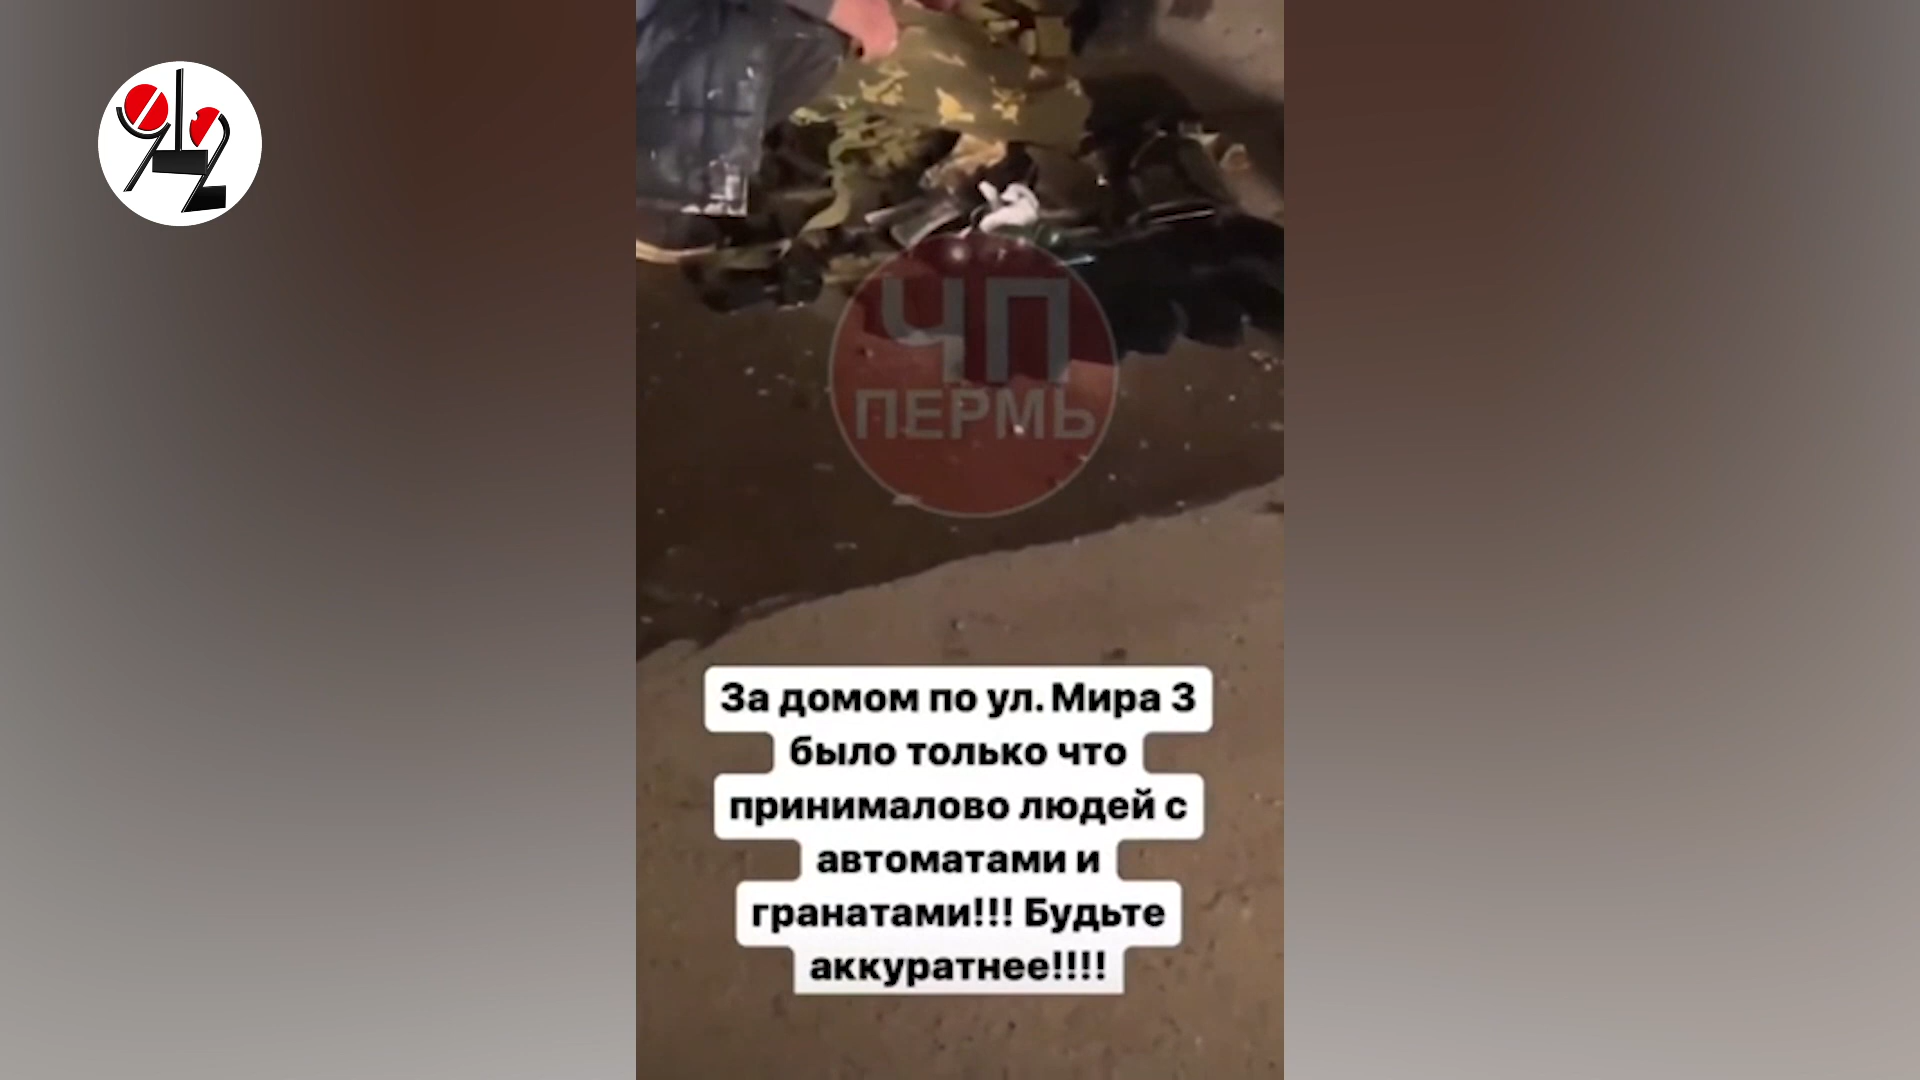 ЧП
ПЕРМЬ
За домом по ул. Мира 3
было только что
принималово людей с
автоматами и
гранатами!!! Будьте
аккуратнее!!!!